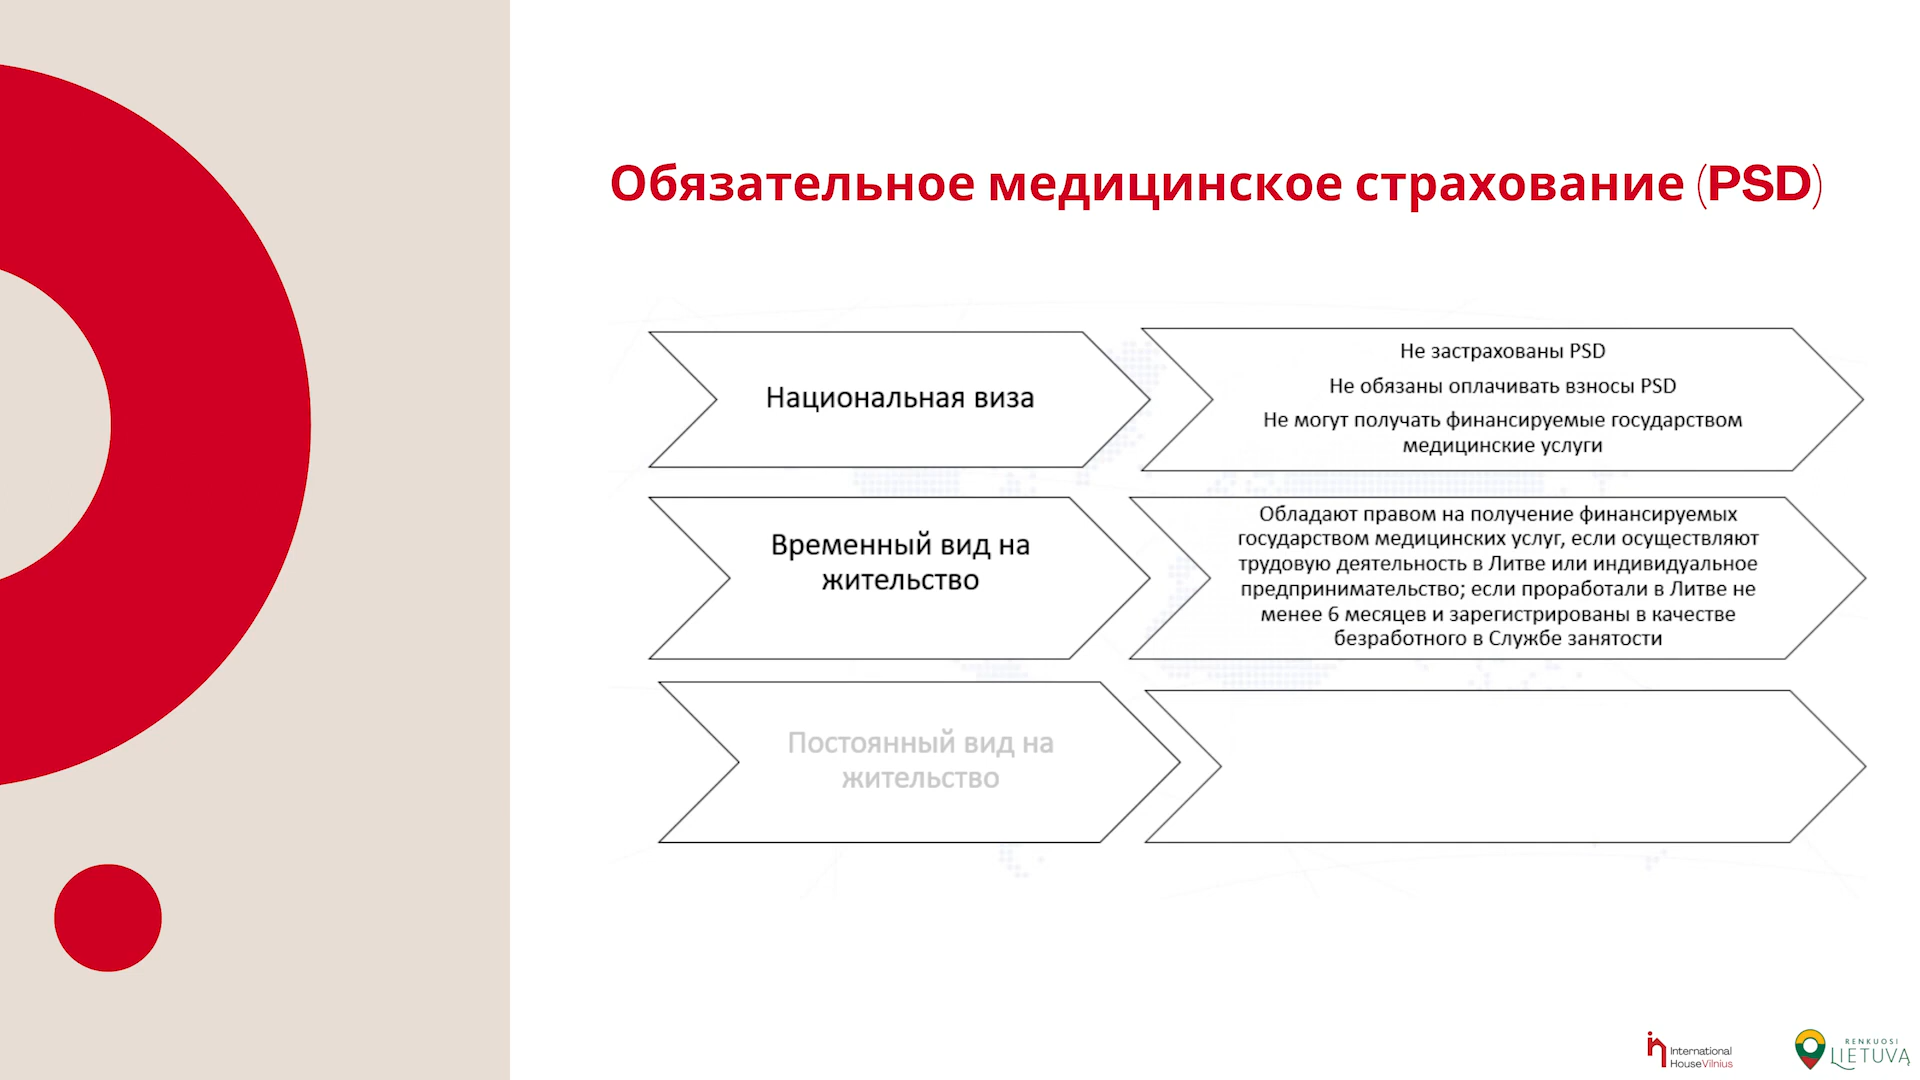 Обязательное медицинское страхование (PSD)
Национальная виза
Не застрахованы PSD
Не обязаны оплачивать взносы PSD
Не могут получать финансируемые государством
медицинские услуги
Временный вид на
жительство
Обладают правом на получение финансируемых
государством медицинских услуг, если осуществляют
трудовую деятельность в Литве или индивидуальное
предпринимательство; если проработали в Литве не
менее 6 месяцев и зарегистрированы в качестве
безработного в Службе занятости
Постоянный вид на
жительство
International
HouseVilnius
RENKUOSI
LIETUVĄ